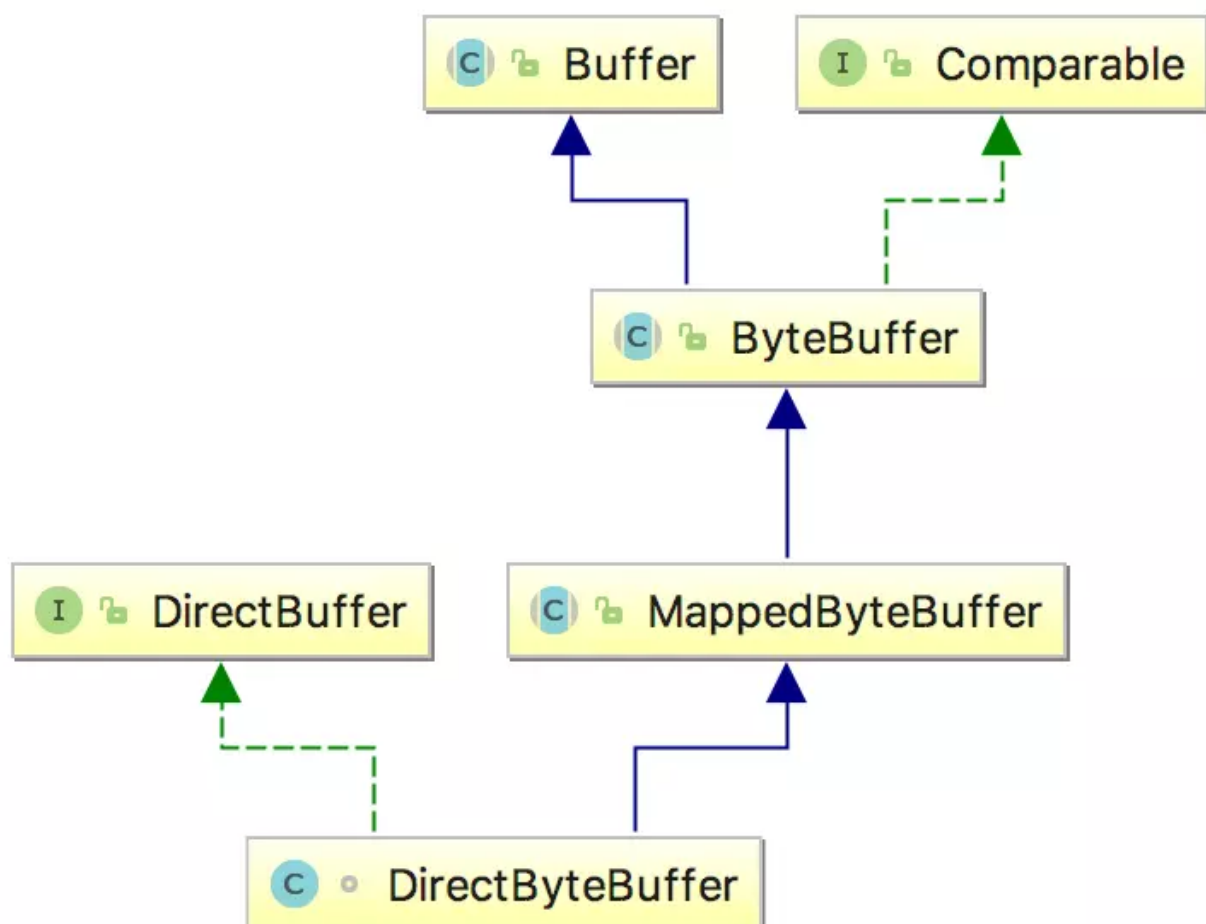 C Buffer
I Comparable
C ByteBuffer
I DirectBuffer
C MappedByteBuffer
C DirectByteBuffer